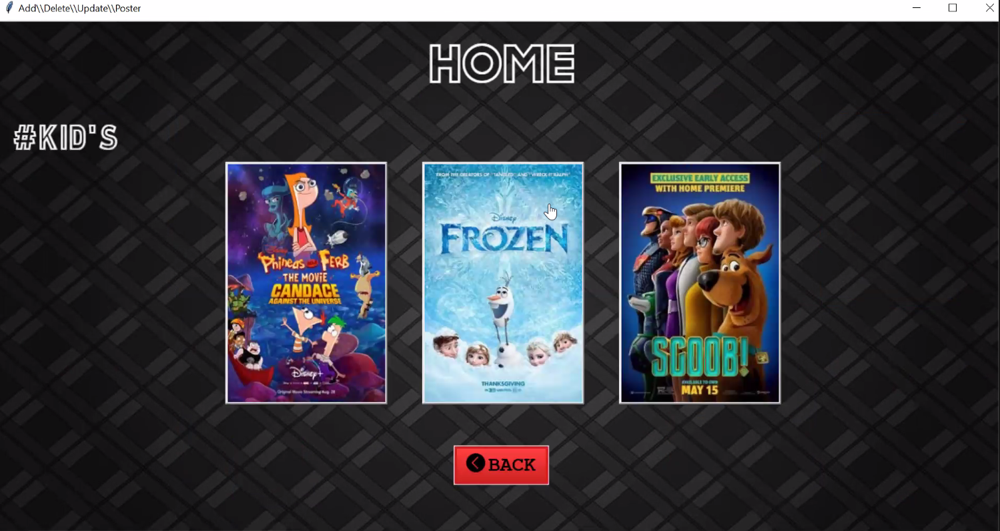 Add\\Delete\\Update\\Poster
HOME
#KID'S
Disney
Phineas and FERB
THE MOVIE
CANDACE
AGAINST THE UNIVERSE
Disney+
Original Movie Streaming Aug. 28
FROM THE CREATORS OF "TANGLED" AND "WRECK-IT RALPH"
Disney
FROZEN
THANKSGIVING
EXCLUSIVE EARLY ACCESS
WITH HOME PREMIERE
SCOOB!
AVAILABLE TO OWN
MAY 15
BACK